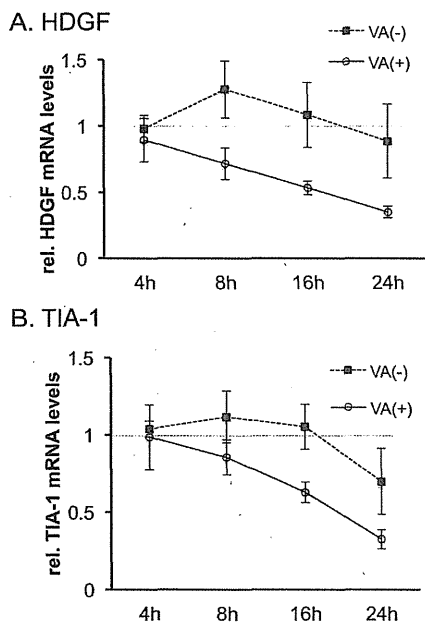 A. HDGF
VA(-)
VA(+)
rel. HDGF mRNA levels
1.5
1
0.5
0
4h 8h 16h 24h
B. TIA-1
VA(-)
VA(+)
rel. TIA-1 mRNA levels
1.5
1
0.5
0
4h 8h 16h 24h